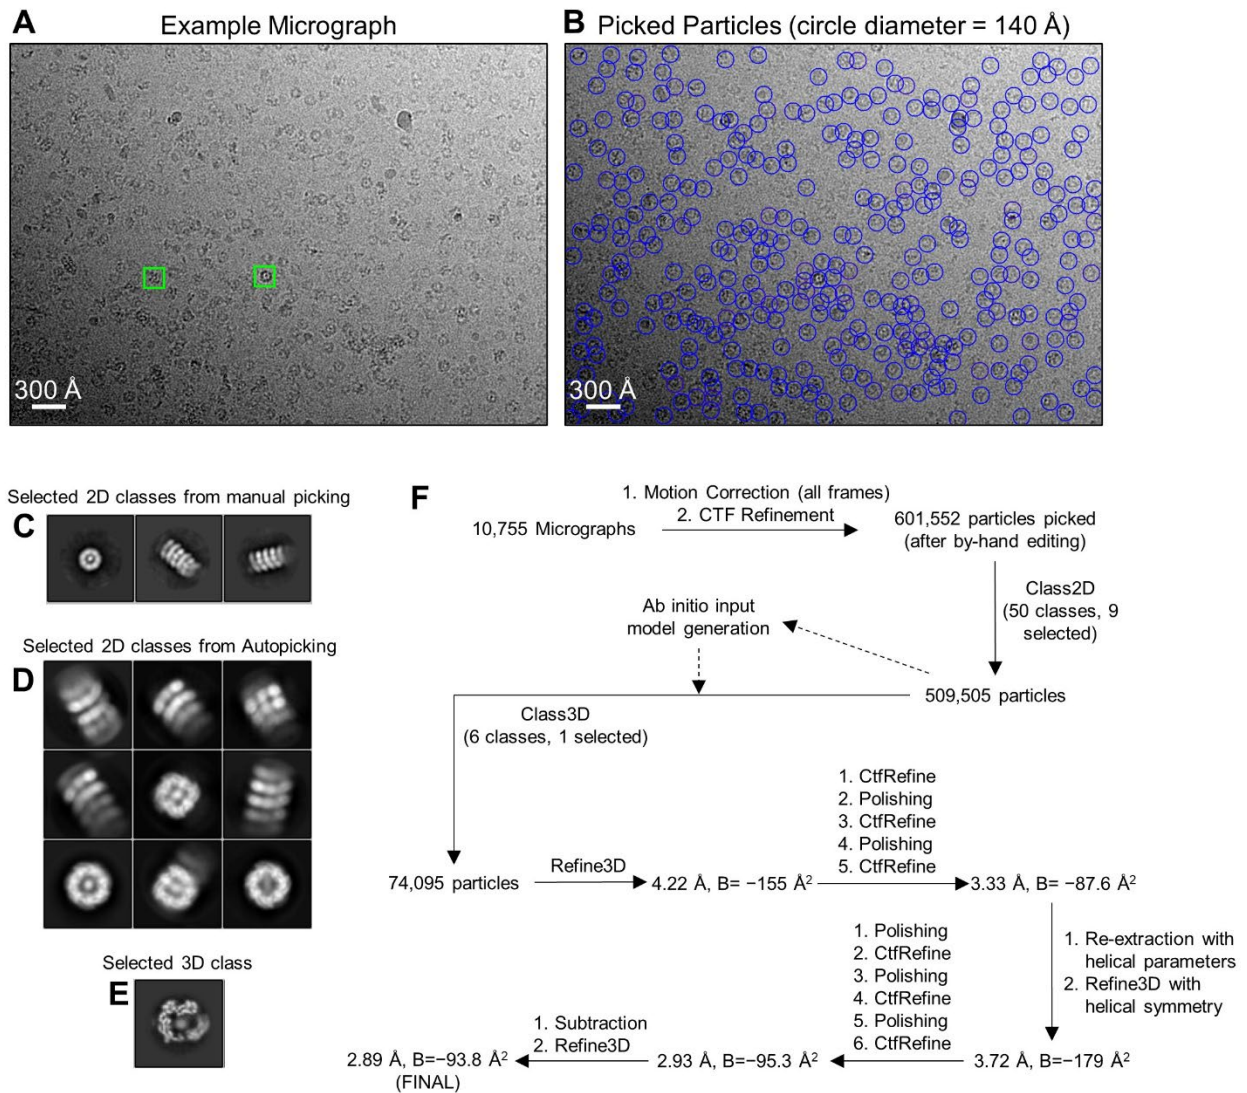 A
Example Micrograph
300 Å
B
Picked Particles (circle diameter = 140 Å)
300 Å
Selected 2D classes from manual picking
C
Selected 2D classes from Autopicking
D
Selected 3D class
E
F
10,755 Micrographs
1. Motion Correction (all frames)
2. CTF Refinement
601,552 particles picked
(after by-hand editing)
Class2D
(50 classes, 9
selected)
Ab initio input
model generation
509,505 particles
Class3D
(6 classes, 1 selected)
74,095 particles
Refine3D
4.22 Å, B= −155 Å²
1. CtfRefine
2. Polishing
3. CtfRefine
4. Polishing
5. CtfRefine
3.33 Å, B= −87.6 Å²
1. Re-extraction with
helical parameters
2. Refine3D with
helical symmetry
3.72 Å, B=−179 Å²
1. Polishing
2. CtfRefine
3. Polishing
4. CtfRefine
5. Polishing
6. CtfRefine
2.93 Å, B=−95.3 Å²
1. Subtraction
2. Refine3D
2.89 Å, B=−93.8 Å²
(FINAL)